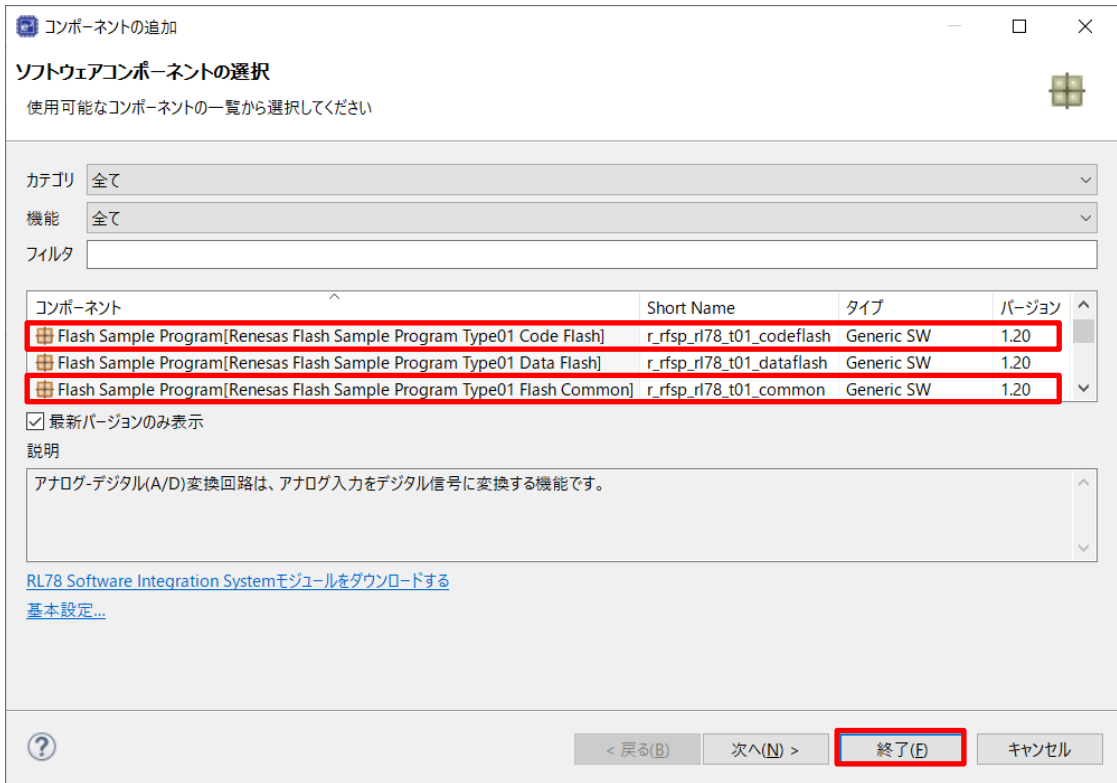 コンポーネントの追加
ソフトウェアコンポーネントの選択
使用可能なコンポーネントの一覧から選択してください
カテゴリ 全て
機能 全て
フィルタ
コンポーネント Short Name タイプ バージョン
Flash Sample Program[Renesas Flash Sample Program Type01 Code Flash] r_rfsp_rl78_t01_codeflash Generic SW 1.20
Flash Sample Program[Renesas Flash Sample Program Type01 Data Flash] r_rfsp_rl78_t01_dataflash Generic SW 1.20
Flash Sample Program[Renesas Flash Sample Program Type01 Flash Common] r_rfsp_rl78_t01_common Generic SW 1.20
最新バージョンのみ表示
説明
アナログ-デジタル(A/D)変換回路は、アナログ入力をデジタル信号に変換する機能です。
RL78 Software Integration Systemモジュールをダウンロードする
基本設定...
? < 戻る(B) 次へ(N) > 終了(F) キャンセル